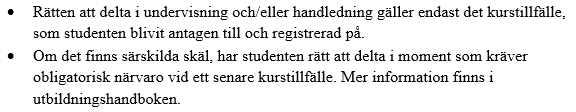 • Rätten att delta i undervisning och/eller handledning gäller endast det kurstillfälle,
som studenten blivit antagen till och registrerad på.
• Om det finns särskilda skäl, har studenten rätt att delta i moment som kräver
obligatorisk närvaro vid ett senare kurstillfälle. Mer information finns i
utbildningshandboken.